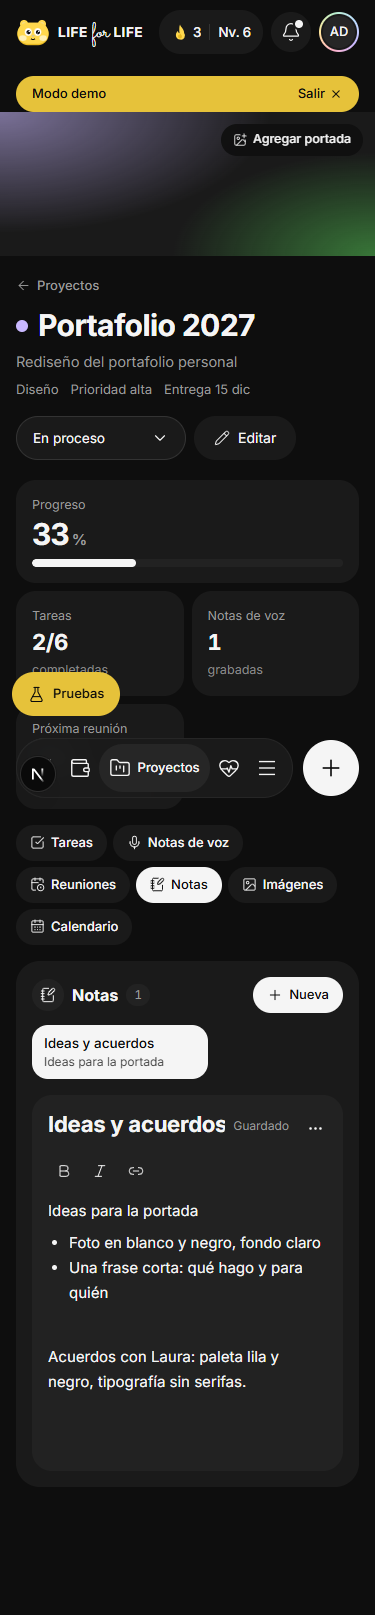 LIFE for LIFE
3
Nv. 6
AD
Modo demo
Salir
Agregar portada
Proyectos
Portafolio 2027
Rediseño del portafolio personal
Diseño Prioridad alta Entrega 15 dic
En proceso
Editar
Progreso
33 %
Tareas
2/6
completadas
Notas de voz
1
grabadas
Pruebas
Próxima reunión
N
Proyectos
Tareas
Notas de voz
Reuniones
Notas
Imágenes
Calendario
Notas 1
Nueva
Ideas y acuerdos
Ideas para la portada
Ideas y acuerdos
Guardado
B I
Ideas para la portada
• Foto en blanco y negro, fondo claro
• Una frase corta: qué hago y para
quién
Acuerdos con Laura: paleta lila y
negro, tipografía sin serifas.